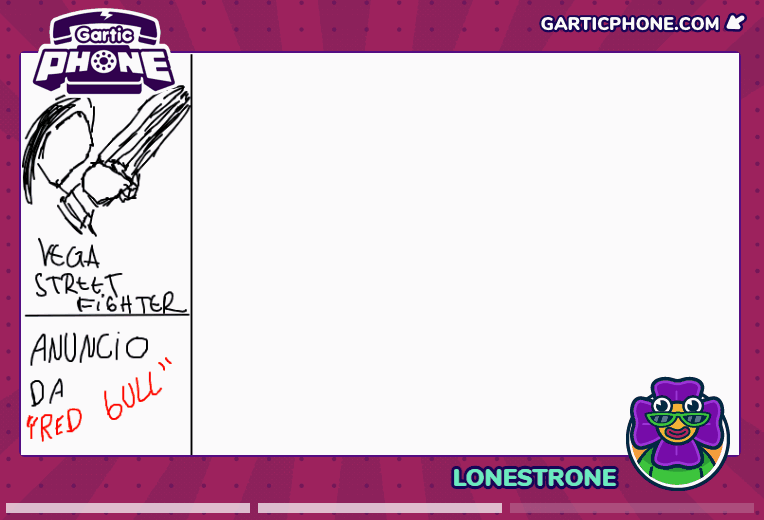 Gartic
PHONE
GARTICPHONE.COM
VEGA
STREET
FIGHTER
ANUNCiO
DA
"RED bULL"
LONESTRONE